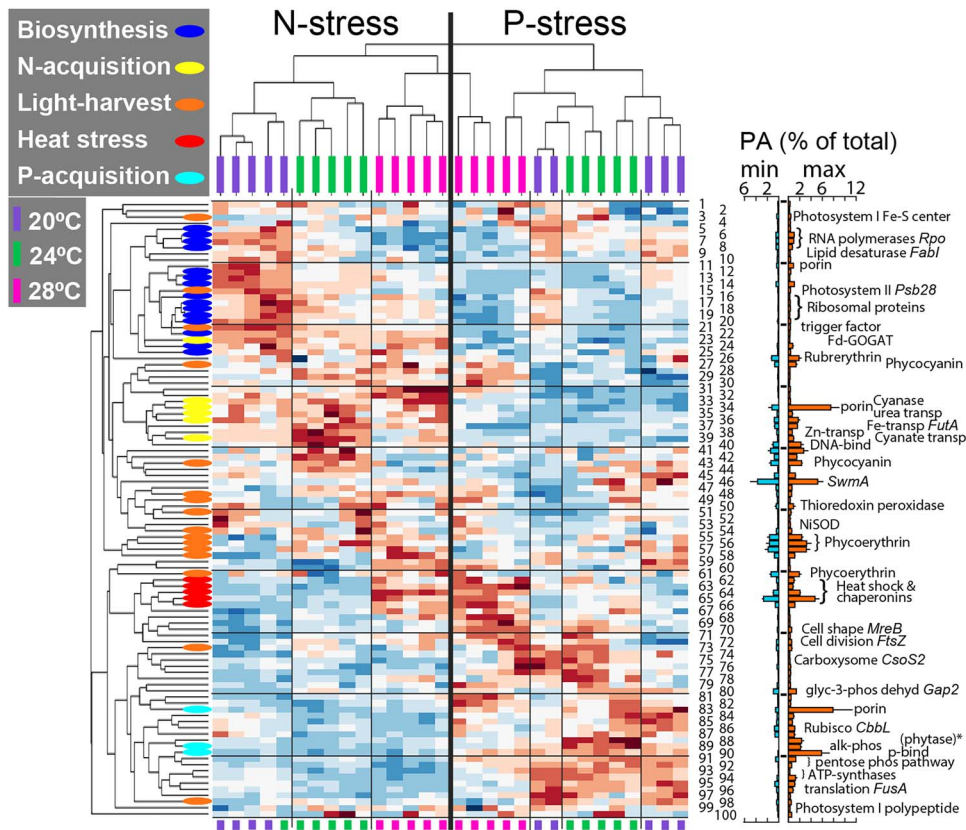 N-stress
P-stress
Biosynthesis
N-acquisition
Light-harvest
Heat stress
P-acquisition
20ºC
24ºC
28ºC
PA (% of total)
min max
6 2 2 6 12
1
2
3
4
5
6
7
8
9
10
11
12
13
14
15
16
17
18
19
20
21
22
23
24
25
26
27
28
29
30
31
32
33
34
35
36
37
38
39
40
41
42
43
44
45
46
47
48
49
50
51
52
53
54
55
56
57
58
59
60
61
62
63
64
65
66
67
68
69
70
71
72
73
74
75
76
77
78
79
80
81
82
83
84
85
86
87
88
89
90
91
92
93
94
95
96
97
98
99
100
Photosystem I Fe-S center
} RNA polymerases Rpo
Lipid desaturase FabI
porin
Photosystem II Psb28
} Ribosomal proteins
trigger factor
Fd-GOGAT
Rubrerythrin Phycocyanin
porin Cyanase
urea transp
Fe-transp FutA
Zn-transp Cyanate transp
DNA-bind
Phycocyanin
SwmA
Thioredoxin peroxidase
NiSOD
} Phycoerythrin
Phycoerythrin
} Heat shock &
chaperonins
Cell shape MreB
Cell division FtsZ
Carboxysome CsoS2
glyc-3-phos dehyd Gap2
porin
Rubisco CbbL
(phytase)*
alk-phos
p-bind
} pentose phos pathway
} ATP-synthases
translation FusA
Photosystem I polypeptide
6 2 2 6 12